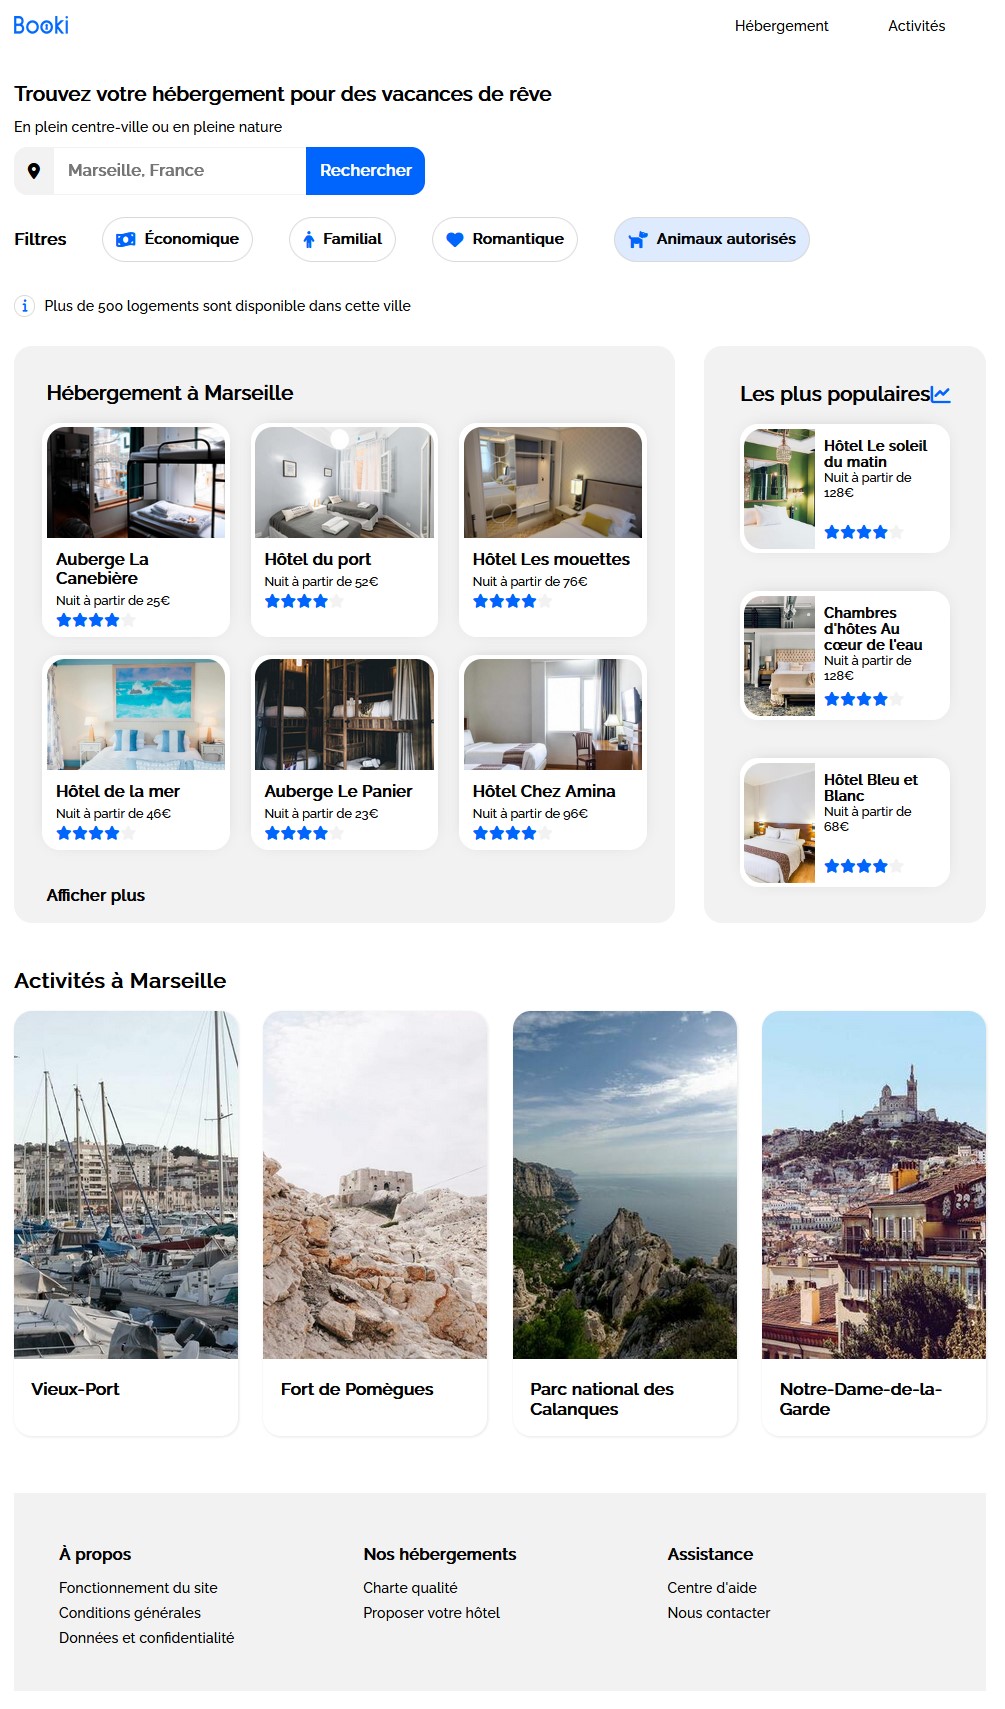 Booki
Hébergement
Activités
Trouvez votre hébergement pour des vacances de rêve
En plein centre-ville ou en pleine nature
Marseille, France
Rechercher
Filtres
Économique
Familial
Romantique
Animaux autorisés
Plus de 500 logements sont disponible dans cette ville
Hébergement à Marseille
Auberge La
Canebière
Nuit à partir de 25€
Hôtel du port
Nuit à partir de 52€
Hôtel Les mouettes
Nuit à partir de 76€
Hôtel de la mer
Nuit à partir de 46€
Auberge Le Panier
Nuit à partir de 23€
Hôtel Chez Amina
Nuit à partir de 96€
Afficher plus
Les plus populaires
Hôtel Le soleil
du matin
Nuit à partir de
128€
Chambres
d'hôtes Au
cœur de l'eau
Nuit à partir de
128€
Hôtel Bleu et
Blanc
Nuit à partir de
68€
Activités à Marseille
Vieux-Port
Fort de Pomègues
Parc national des
Calanques
Notre-Dame-de-la-
Garde
À propos
Fonctionnement du site
Conditions générales
Données et confidentialité
Nos hébergements
Charte qualité
Proposer votre hôtel
Assistance
Centre d'aide
Nous contacter